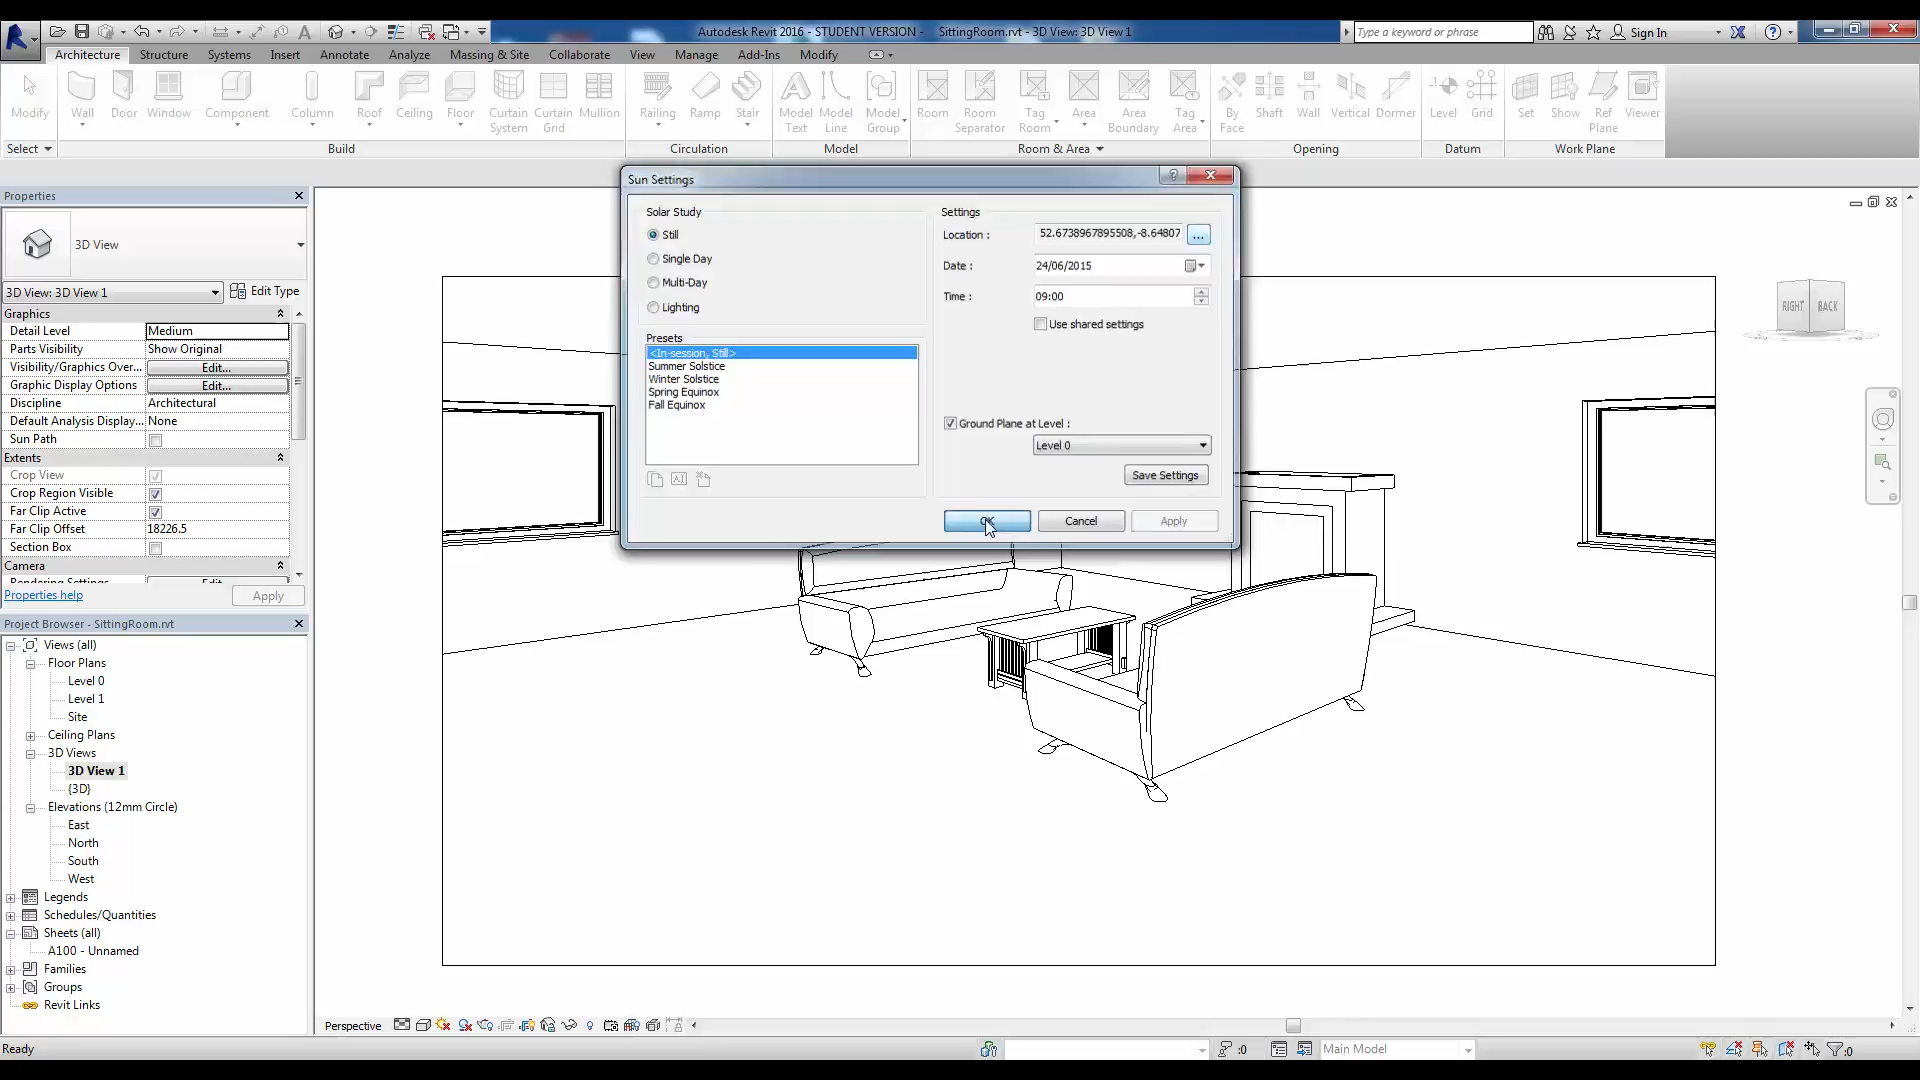 Autodesk Revit 2016 - STUDENT VERSION - SittingRoom.rvt - 3D View: 3D View 1
Type a keyword or phrase
Sign In
Architecture Structure Systems Insert Annotate Analyze Massing & Site Collaborate View Manage Add-Ins Modify
Modify Wall Door Window Component Column Roof Ceiling Floor Curtain System Curtain Grid Mullion Railing Ramp Stair Model Text Model Line Model Group Room Room Separator Tag Room Area Area Boundary Tag Area By Face Shaft Wall Vertical Dormer Level Grid Set Show Ref Plane Viewer
Select Build Circulation Model Room & Area Opening Datum Work Plane
Properties
3D View
3D View: 3D View 1 Edit Type
Graphics
Detail Level Medium
Parts Visibility Show Original
Visibility/Graphics Over... Edit...
Graphic Display Options Edit...
Discipline Architectural
Default Analysis Display... None
Sun Path
Extents
Crop View
Crop Region Visible
Far Clip Active
Far Clip Offset 18226.5
Section Box
Camera
Rendering Settings Edit...
Properties help Apply
Project Browser - SittingRoom.rvt
Views (all)
Floor Plans
Level 0
Level 1
Site
Ceiling Plans
3D Views
3D View 1
{3D}
Elevations (12mm Circle)
East
North
South
West
Legends
Schedules/Quantities
Sheets (all)
A100 - Unnamed
Families
Groups
Revit Links
Sun Settings
Solar Study
Still
Single Day
Multi-Day
Lighting
Presets
<In-session, Still>
Summer Solstice
Winter Solstice
Spring Equinox
Fall Equinox
Settings
Location : 52.6738967895508,-8.64807 ...
Date : 24/06/2015
Time : 09:00
Use shared settings
Ground Plane at Level :
Level 0
Save Settings
OK Cancel Apply
RIGHT BACK
Perspective
Ready
:0
Main Model
:0